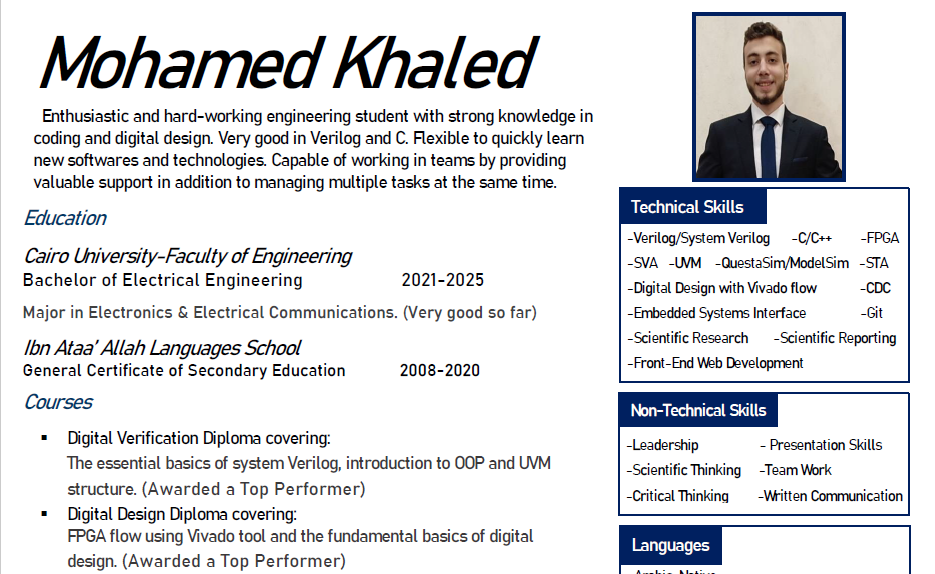 Mohamed Khaled
Enthusiastic and hard-working engineering student with strong knowledge in
coding and digital design. Very good in Verilog and C. Flexible to quickly learn
new softwares and technologies. Capable of working in teams by providing
valuable support in addition to managing multiple tasks at the same time.
Education
Cairo University-Faculty of Engineering
Bachelor of Electrical Engineering 2021-2025
Major in Electronics & Electrical Communications. (Very good so far)
Ibn Ataa' Allah Languages School
General Certificate of Secondary Education 2008-2020
Courses
▪ Digital Verification Diploma covering:
The essential basics of system Verilog, introduction to OOP and UVM
structure. (Awarded a Top Performer)
▪ Digital Design Diploma covering:
FPGA flow using Vivado tool and the fundamental basics of digital
design. (Awarded a Top Performer)
Technical Skills
-Verilog/System Verilog -C/C++ -FPGA
-SVA -UVM -QuestaSim/ModelSim -STA
-Digital Design with Vivado flow -CDC
-Embedded Systems Interface -Git
-Scientific Research -Scientific Reporting
-Front-End Web Development
Non-Technical Skills
-Leadership - Presentation Skills
-Scientific Thinking -Team Work
-Critical Thinking -Written Communication
Languages
-Arabic-Native